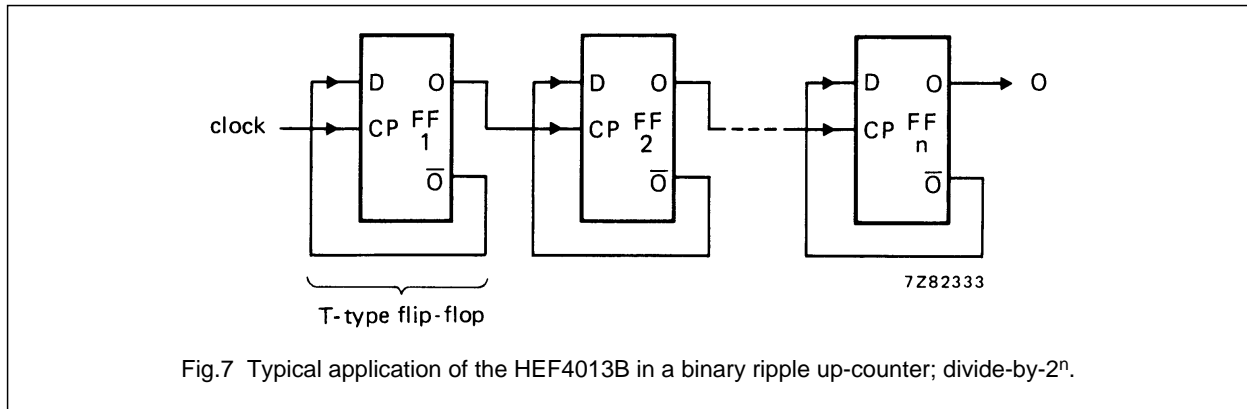 D O D O D O O
clock CP FF 1 CP FF 2 CP FF n
O̅ O̅ O̅
7Z82333
T-type flip-flop
Fig.7 Typical application of the HEF4013B in a binary ripple up-counter; divide-by-2ⁿ.